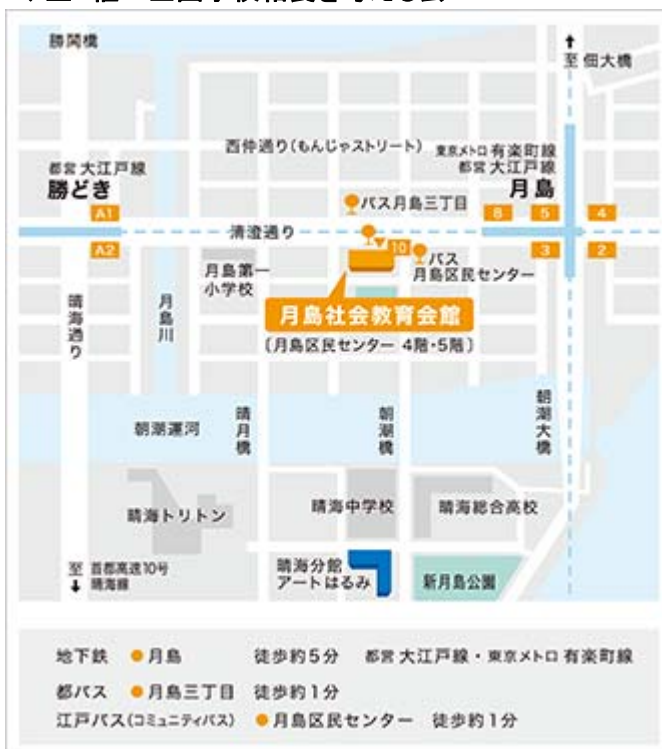 勝鬨橋
至 佃大橋
西仲通り(もんじゃストリート)
東京メトロ 有楽町線
都営 大江戸線
月島
都営 大江戸線
勝どき
バス月島三丁目
A1
8
5
4
清澄通り
A2
10
3
2
バス
月島区民センター
月島第一
小学校
晴海通り
月島川
月島社会教育会館
(月島区民センター 4階・5階)
朝潮運河
晴月橋
朝潮橋
朝潮大橋
晴海トリトン
晴海中学校
晴海総合高校
至 首都高速10号
晴海線
晴海分館
アートはるみ
新月島公園
地下鉄 ●月島 徒歩約5分 都営 大江戸線・東京メトロ 有楽町線
都バス ●月島三丁目 徒歩約1分
江戸バス(コミュニティバス) ●月島区民センター 徒歩約1分